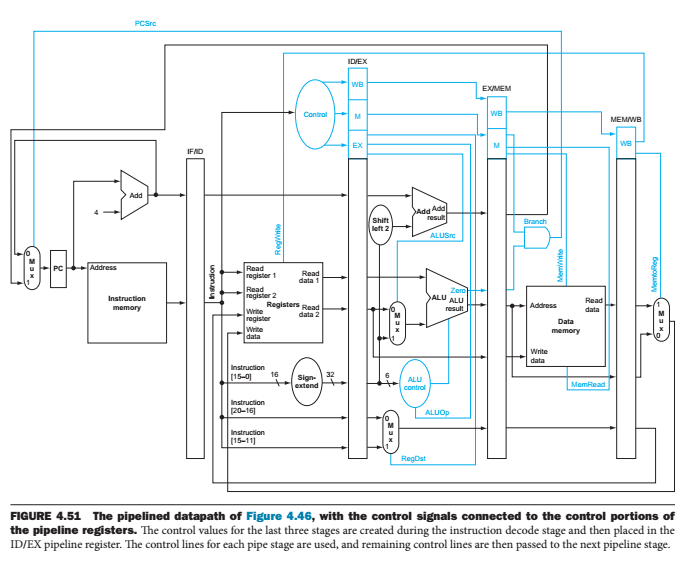 PCSrc
ID/EX
WB
EX/MEM
Control
M
WB
MEM/WB
EX
M
WB
IF/ID
Add
4
Shift
left 2
Add
Add
result
ALUSrc
Branch
RegWrite
MemWrite
MemtoReg
0
M
u
x
1
PC
Address
Instruction
memory
Instruction
Read
register 1
Read
data 1
Read
register 2
Registers
Write
register
Read
data 2
Write
data
0
M
u
x
1
Zero
ALU
ALU
result
Address
Read
data
Data
memory
Write
data
1
M
u
x
0
Instruction
[15–0]
16
Sign-
extend
32
6
ALU
control
MemRead
Instruction
[20–16]
ALUOp
Instruction
[15–11]
0
M
u
x
1
RegDst
FIGURE 4.51 The pipelined datapath of Figure 4.46, with the control signals connected to the control portions of
the pipeline registers. The control values for the last three stages are created during the instruction decode stage and then placed in the
ID/EX pipeline register. The control lines for each pipe stage are used, and remaining control lines are then passed to the next pipeline stage.